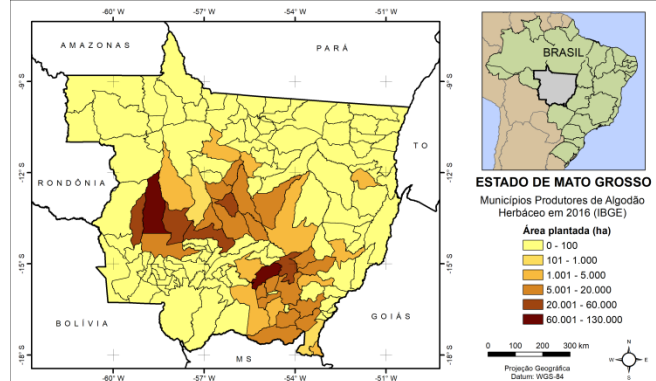 -60°W
-57°W
-54°W
-51°W
AMAZONAS
PARÁ
TO
RONDÔNIA
BOLÍVIA
GOIÁS
MS
-9°S
-12°S
-15°S
-18°S
-9°S
-12°S
-15°S
-18°S
-60°W
-57°W
-54°W
-51°W
BRASIL
ESTADO DE MATO GROSSO
Municípios Produtores de Algodão
Herbáceo em 2016 (IBGE)
Área plantada (ha)
0 - 100
101 - 1.000
1.001 - 5.000
5.001 - 20.000
20.001 - 60.000
60.001 - 130.000
0 100 200 300 km
Projeção Geográfica
Datum: WGS-84
N
W E
S